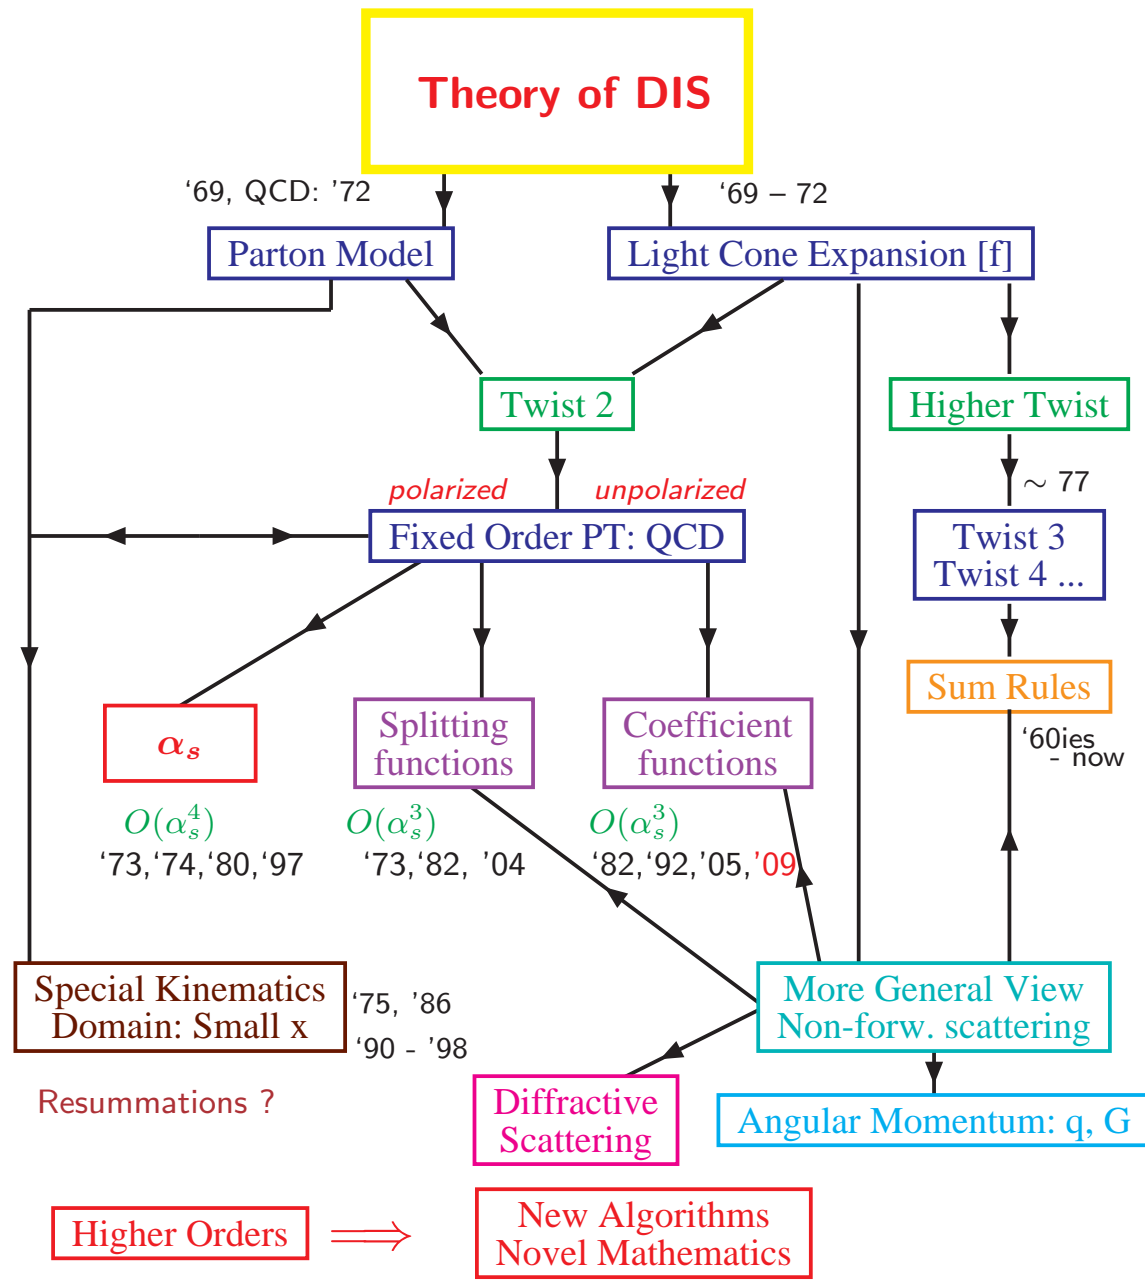 Theory of DIS
‘69, QCD: ’72
‘69 – 72
Parton Model
Light Cone Expansion [f]
Twist 2
Higher Twist
∼ 77
polarized
unpolarized
Fixed Order PT: QCD
Twist 3
Twist 4 ...
Sum Rules
‘60ies
- now
αₛ
Splitting
functions
Coefficient
functions
O(αₛ⁴)
O(αₛ³)
O(αₛ³)
‘73,‘74,‘80,‘97
‘73,‘82, ’04
‘82,‘92,’05,’09
Special Kinematics
Domain: Small x
‘75, ’86
‘90 - ’98
More General View
Non-forw. scattering
Resummations ?
Diffractive
Scattering
Angular Momentum: q, G
Higher Orders ⟹
New Algorithms
Novel Mathematics